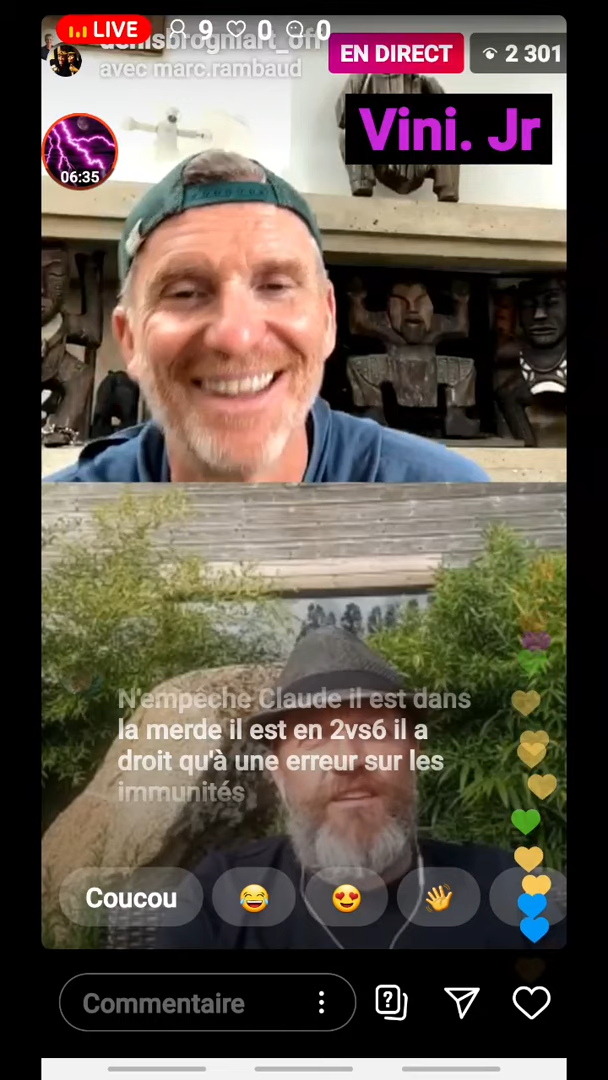 LIVE 9 0 0
denisbrogniart_off
avec marc.rambaud
EN DIRECT
2 301
Vini. Jr
06:35
N'empêche Claude il est dans
la merde il est en 2vs6 il a
droit qu'à une erreur sur les
immunités
Coucou
Commentaire